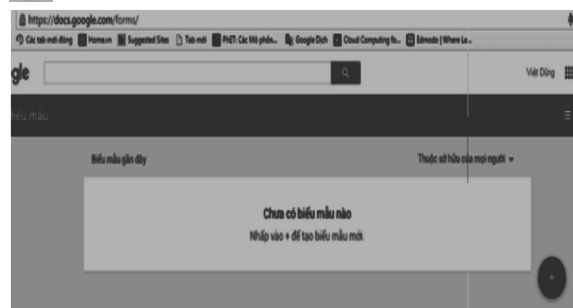 https://docs.google.com/forms/
Các tab mới đóng Home.vn Suggested Sites Tab mới PhET: Các Mô phỏn... Google Dịch Cloud Computing fo... Edmodo | Where Le...
gle Việt Dũng
iểu mẫu
Biểu mẫu gần đây Thuộc sở hữu của mọi người
Chưa có biểu mẫu nào
Nhấp vào + để tạo biểu mẫu mới.
+